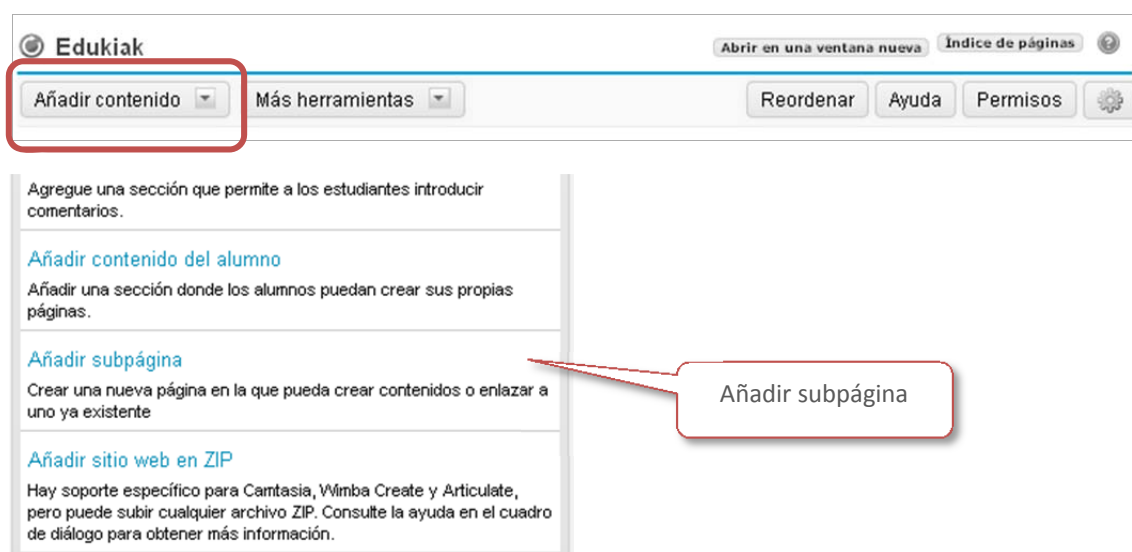 Edukiak
Abrir en una ventana nueva
Índice de páginas
Añadir contenido
Más herramientas
Reordenar
Ayuda
Permisos
Agregue una sección que permite a los estudiantes introducir
comentarios.
Añadir contenido del alumno
Añadir una sección donde los alumnos puedan crear sus propias
páginas.
Añadir subpágina
Crear una nueva página en la que pueda crear contenidos o enlazar a
uno ya existente
Añadir subpágina
Añadir sitio web en ZIP
Hay soporte específico para Camtasia, Wimba Create y Articulate,
pero puede subir cualquier archivo ZIP. Consulte la ayuda en el cuadro
de diálogo para obtener más información.